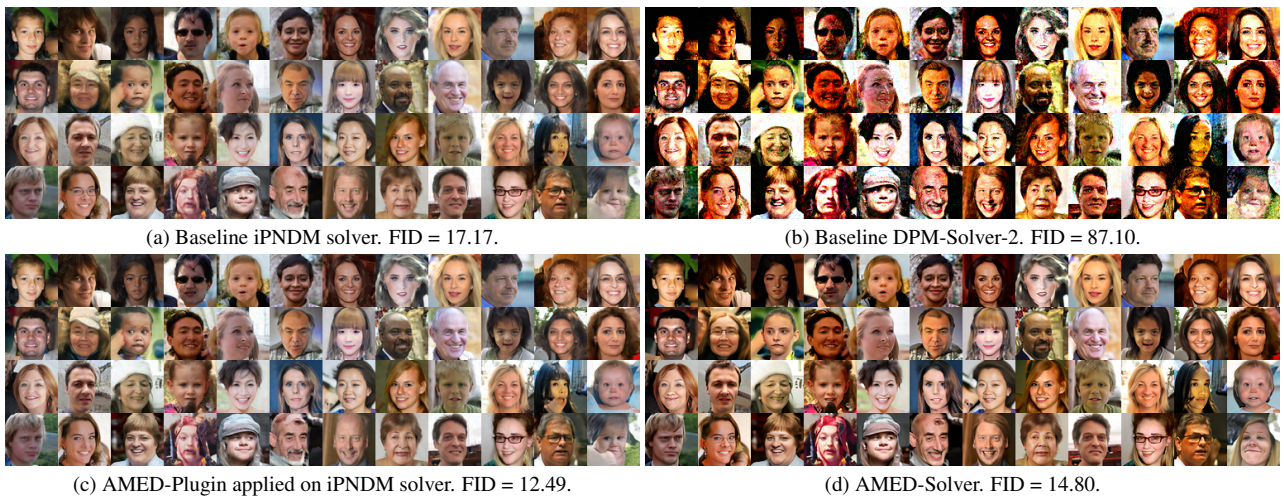 (a) Baseline iPNDM solver. FID = 17.17.
(b) Baseline DPM-Solver-2. FID = 87.10.
(c) AMED-Plugin applied on iPNDM solver. FID = 12.49.
(d) AMED-Solver. FID = 14.80.